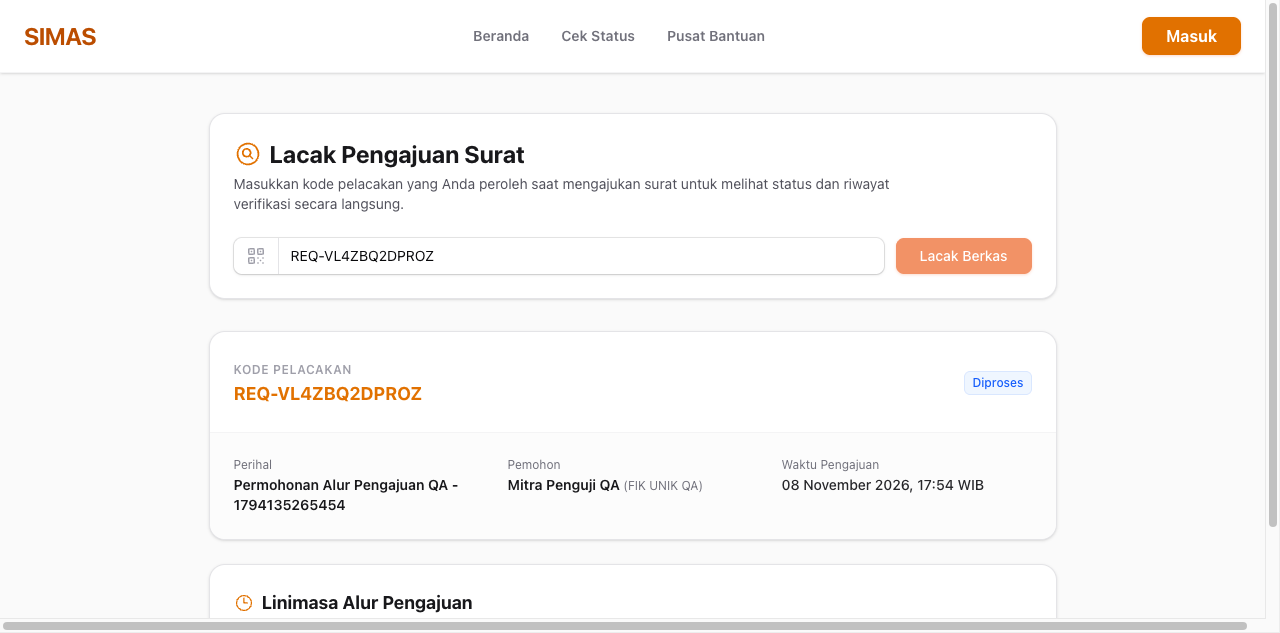 SIMAS
Beranda
Cek Status
Pusat Bantuan
Masuk
Lacak Pengajuan Surat
Masukkan kode pelacakan yang Anda peroleh saat mengajukan surat untuk melihat status dan riwayat
verifikasi secara langsung.
REQ-VL4ZBQ2DPROZ
Lacak Berkas
KODE PELACAKAN
REQ-VL4ZBQ2DPROZ
Diproses
Perihal
Permohonan Alur Pengajuan QA -
1794135265454
Pemohon
Mitra Penguji QA (FIK UNIK QA)
Waktu Pengajuan
08 November 2026, 17:54 WIB
Linimasa Alur Pengajuan